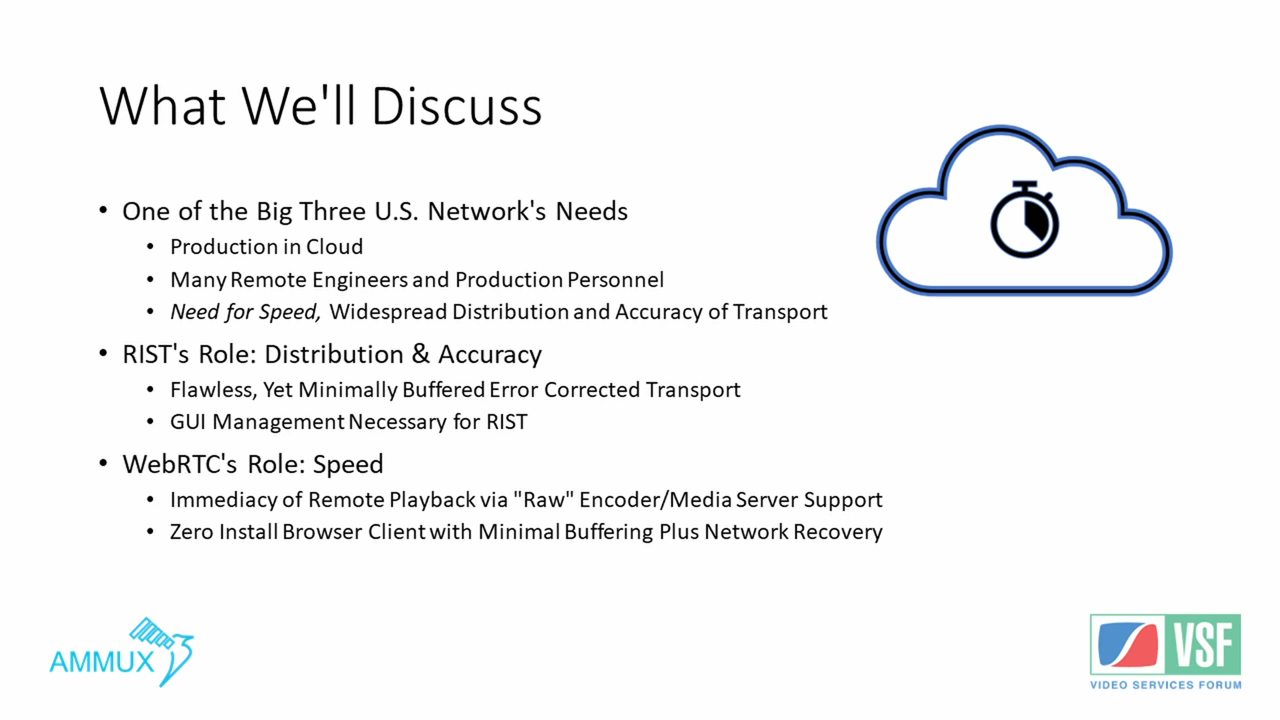 What We'll Discuss
• One of the Big Three U.S. Network's Needs
• Production in Cloud
• Many Remote Engineers and Production Personnel
• Need for Speed, Widespread Distribution and Accuracy of Transport
• RIST's Role: Distribution & Accuracy
• Flawless, Yet Minimally Buffered Error Corrected Transport
• GUI Management Necessary for RIST
• WebRTC's Role: Speed
• Immediacy of Remote Playback via "Raw" Encoder/Media Server Support
• Zero Install Browser Client with Minimal Buffering Plus Network Recovery
AMMUX
VSF
VIDEO SERVICES FORUM